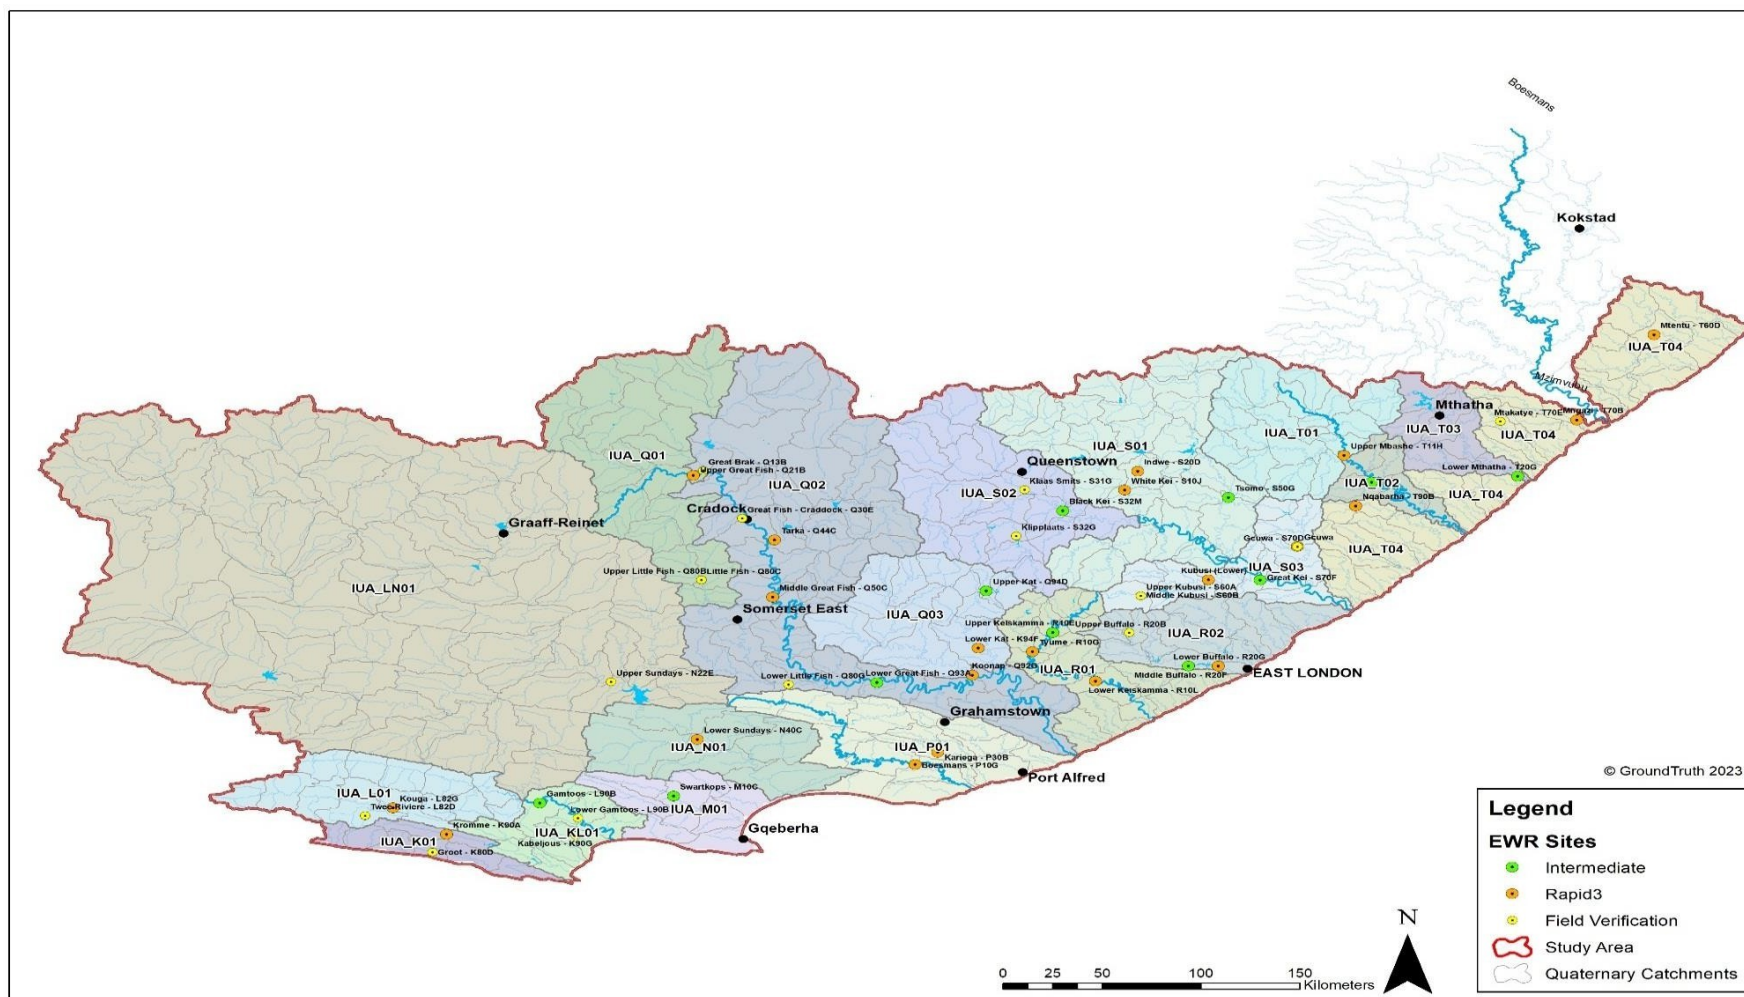 Boesmans
Kokstad
Mtentu - T60D
IUA_T04
Mzimvubu
Mthatha
Mtakatye - T70E
Mngazi - T70B
IUA_T03
IUA_T04
IUA_T01
IUA_S01
Upper Mbashe - T11H
IUA_Q01
Great Brak - Q13B
Upper Great Fish - Q21B
Queenstown
Indwe - S20D
Lower Mthatha - T20G
IUA_Q02
IUA_S02
Klaas Smits - S31G
White Kei - S10J
IUA_T02
IUA_T04
Black Kei - S32M
Tsomo - S50G
Nqabarha - T90B
Cradock
Great Fish - Craddock - Q30E
Graaff-Reinet
Tarka - Q44C
Klipplaats - S32G
Gcuwa - S70D
Gcuwa
IUA_T04
Upper Little Fish - Q80B
Little Fish - Q80C
Kubusi (Lower)
IUA_S03
Great Kei - S70F
IUA_LN01
Middle Great Fish - Q50C
Upper Kat - Q94D
Upper Kubusi - S60A
Middle Kubusi - S60B
Somerset East
IUA_Q03
Upper Keiskamma - R10E
Upper Buffalo - R20B
IUA_R02
Lower Kat - K94F
Tyume - R10G
Lower Buffalo - R20G
Koonap - Q92G
IUA_R01
EAST LONDON
Upper Sundays - N22E
Lower Little Fish - Q80G
Lower Great Fish - Q93A
Middle Buffalo - R20F
Lower Keiskamma - R10L
Grahamstown
Lower Sundays - N40C
IUA_N01
IUA_P01
Kariega - P30B
Boesmans - P10G
Port Alfred
© GroundTruth 2023
IUA_L01
Kouga - L82G
Twee Riviere - L82D
Gamtoos - L90B
Lower Gamtoos - L90B
Swartkops - M10C
IUA_M01
Kromme - K90A
IUA_KL01
Gqeberha
IUA_K01
Groot - K80D
Kabeljous - K90G
Legend
EWR Sites
Intermediate
Rapid3
Field Verification
Study Area
Quaternary Catchments
N
0 25 50 100 150
Kilometers